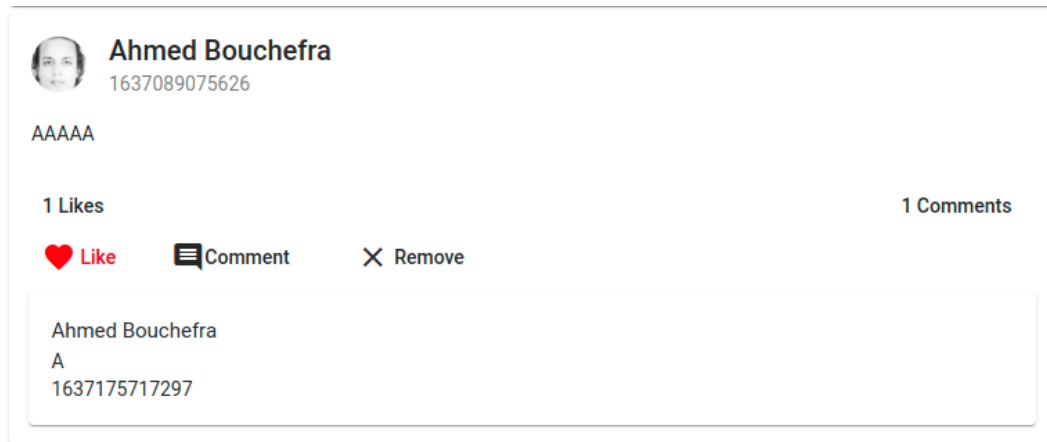 Ahmed Bouchefra
1637089075626
AAAAA
1 Likes 1 Comments
Like Comment Remove
Ahmed Bouchefra
A
1637175717297